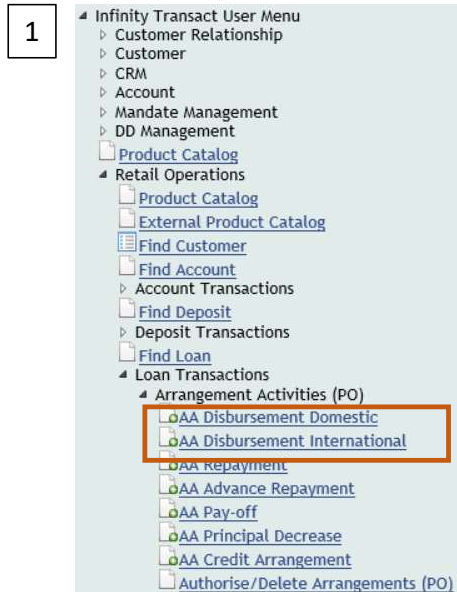 1
Infinity Transact User Menu
Customer Relationship
Customer
CRM
Account
Mandate Management
DD Management
Product Catalog
Retail Operations
Product Catalog
External Product Catalog
Find Customer
Find Account
Account Transactions
Find Deposit
Deposit Transactions
Find Loan
Loan Transactions
Arrangement Activities (PO)
AA Disbursement Domestic
AA Disbursement International
AA Repayment
AA Advance Repayment
AA Pay-off
AA Principal Decrease
AA Credit Arrangement
Authorise/Delete Arrangements (PO)